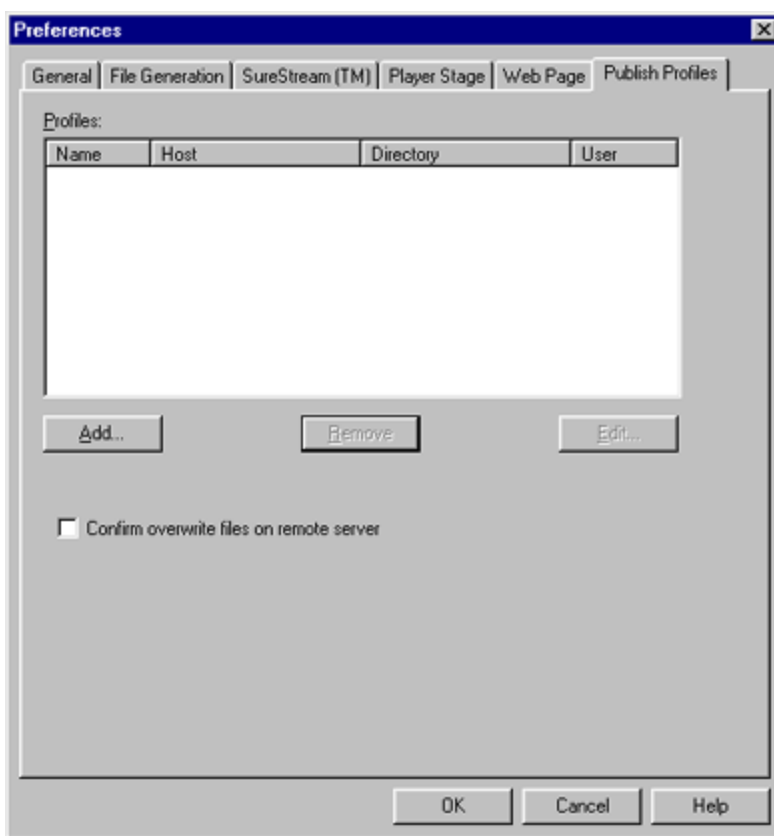 Preferences
General File Generation SureStream (TM) Player Stage Web Page Publish Profiles
Profiles:
Name Host Directory User
Add... Remove Edit...
Confirm overwrite files on remote server
OK Cancel Help